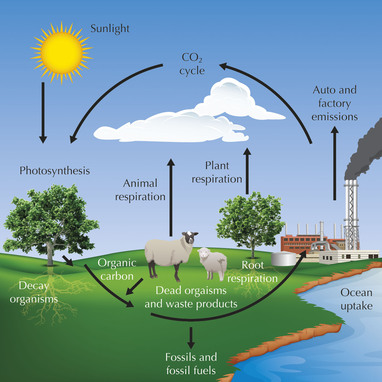 Sunlight
CO₂
cycle
Auto and
factory
emissions
Photosynthesis
Animal
respiration
Plant
respiration
Organic
carbon
Decay
organisms
Dead orgaisms
and waste products
Root
respiration
Ocean
uptake
Fossils and
fossil fuels